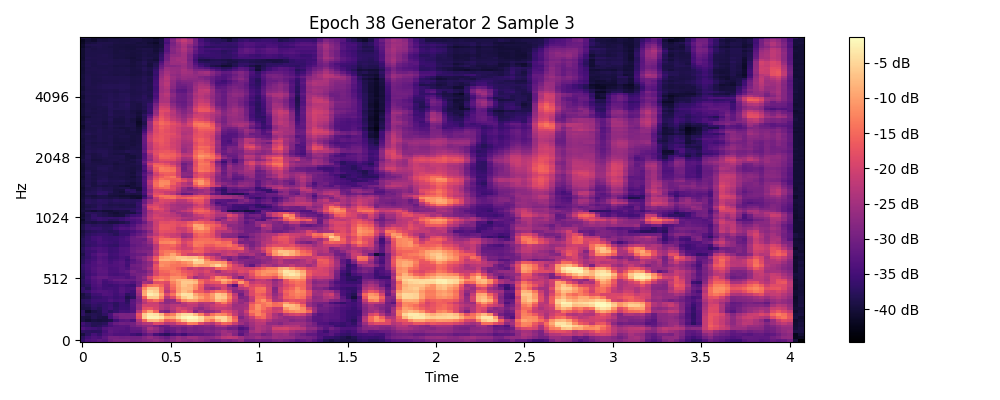 Epoch 38 Generator 2 Sample 3
Hz
4096
2048
1024
512
0
0
0.5
1
1.5
2
2.5
3
3.5
4
Time
-5 dB
-10 dB
-15 dB
-20 dB
-25 dB
-30 dB
-35 dB
-40 dB